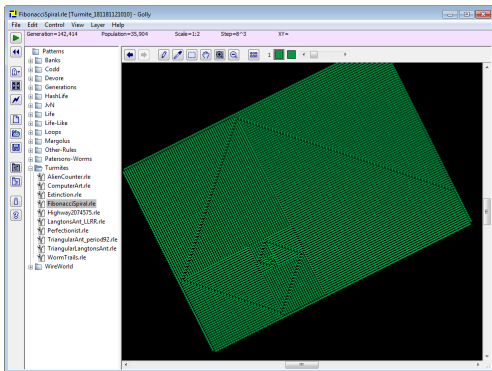 FibonacciSpiral.rle [Turmite_181181121010] - Golly
File Edit Control View Layer Help
Generation=142,414 Population=35,904 Scale=1:2 Step=8^3 XY=
1
Patterns
Banks
Codd
Devore
Generations
HashLife
JvN
Life
Life-Like
Loops
Margolus
Other-Rules
Patersons-Worms
Turmites
AlienCounter.rle
ComputerArt.rle
Extinction.rle
FibonacciSpiral.rle
Highway2074575.rle
LangtonsAnt_LLRR.rle
Perfectionist.rle
TriangularAnt_period92.rle
TriangularLangtonsAnt.rle
WormTrails.rle
WireWorld